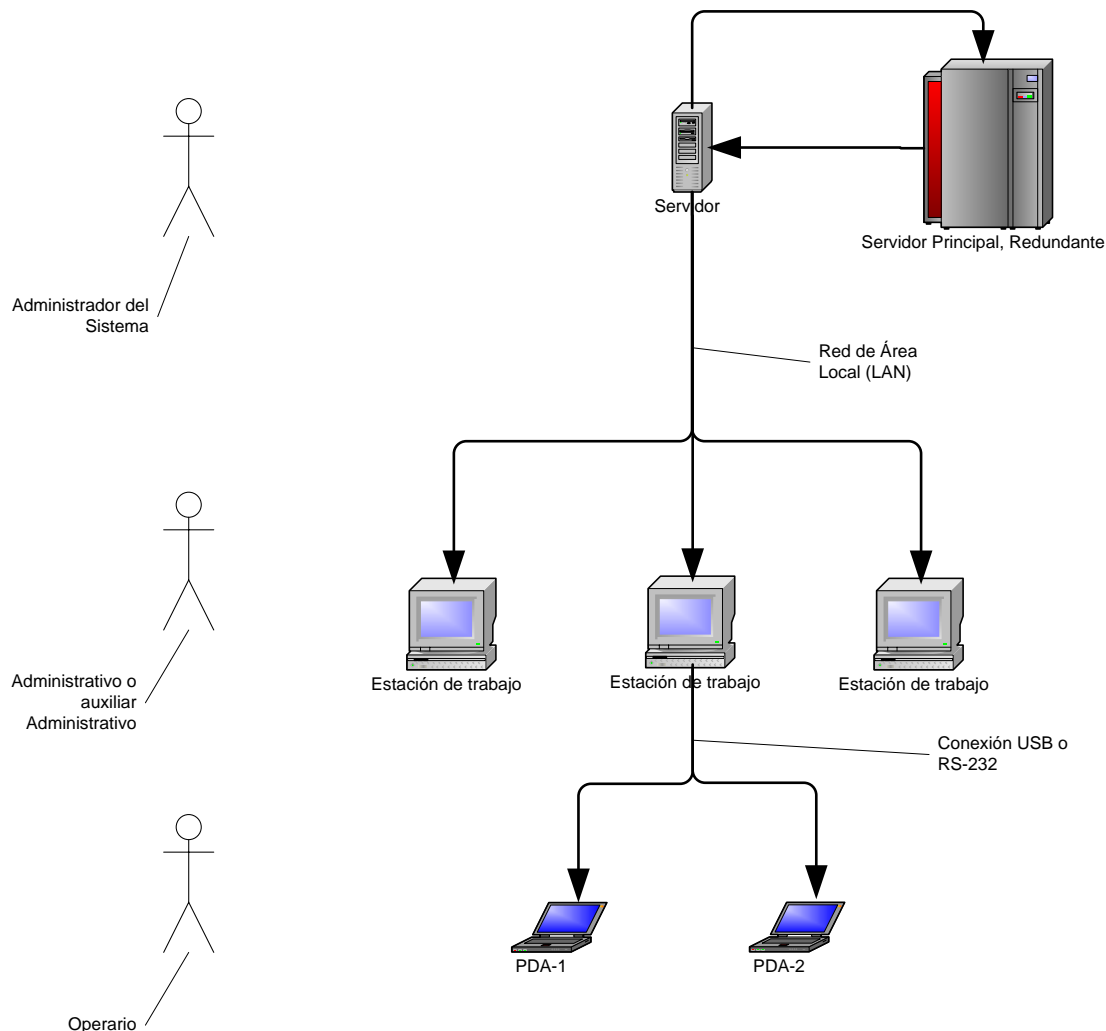 Servidor
Servidor Principal, Redundante
Administrador del
Sistema
Red de Área
Local (LAN)
Administrativo o
auxiliar
Administrativo
Estación de trabajo
Estación de trabajo
Estación de trabajo
Conexión USB o
RS-232
PDA-1
PDA-2
Operario